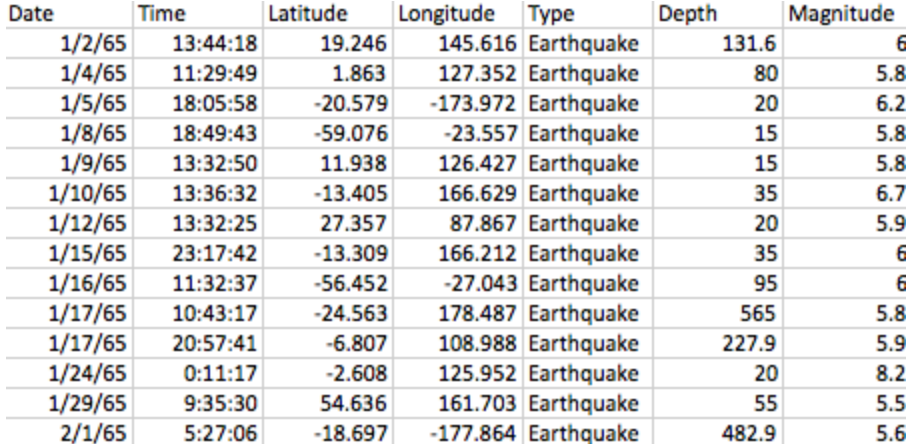 Date Time Latitude Longitude Type Depth Magnitude
1/2/65 13:44:18 19.246 145.616 Earthquake 131.6 6
1/4/65 11:29:49 1.863 127.352 Earthquake 80 5.8
1/5/65 18:05:58 -20.579 -173.972 Earthquake 20 6.2
1/8/65 18:49:43 -59.076 -23.557 Earthquake 15 5.8
1/9/65 13:32:50 11.938 126.427 Earthquake 15 5.8
1/10/65 13:36:32 -13.405 166.629 Earthquake 35 6.7
1/12/65 13:32:25 27.357 87.867 Earthquake 20 5.9
1/15/65 23:17:42 -13.309 166.212 Earthquake 35 6
1/16/65 11:32:37 -56.452 -27.043 Earthquake 95 6
1/17/65 10:43:17 -24.563 178.487 Earthquake 565 5.8
1/17/65 20:57:41 -6.807 108.988 Earthquake 227.9 5.9
1/24/65 0:11:17 -2.608 125.952 Earthquake 20 8.2
1/29/65 9:35:30 54.636 161.703 Earthquake 55 5.5
2/1/65 5:27:06 -18.697 -177.864 Earthquake 482.9 5.6